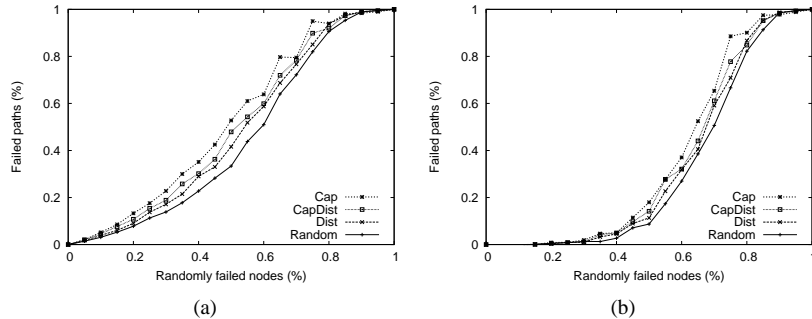 1
0.8
0.6
0.4
0.2
0
Failed paths (%)
Cap
CapDist
Dist
Random
0 0.2 0.4 0.6 0.8 1
Randomly failed nodes (%)
(a)
1
0.8
0.6
0.4
0.2
0
Failed paths (%)
Cap
CapDist
Dist
Random
0 0.2 0.4 0.6 0.8 1
Randomly failed nodes (%)
(b)